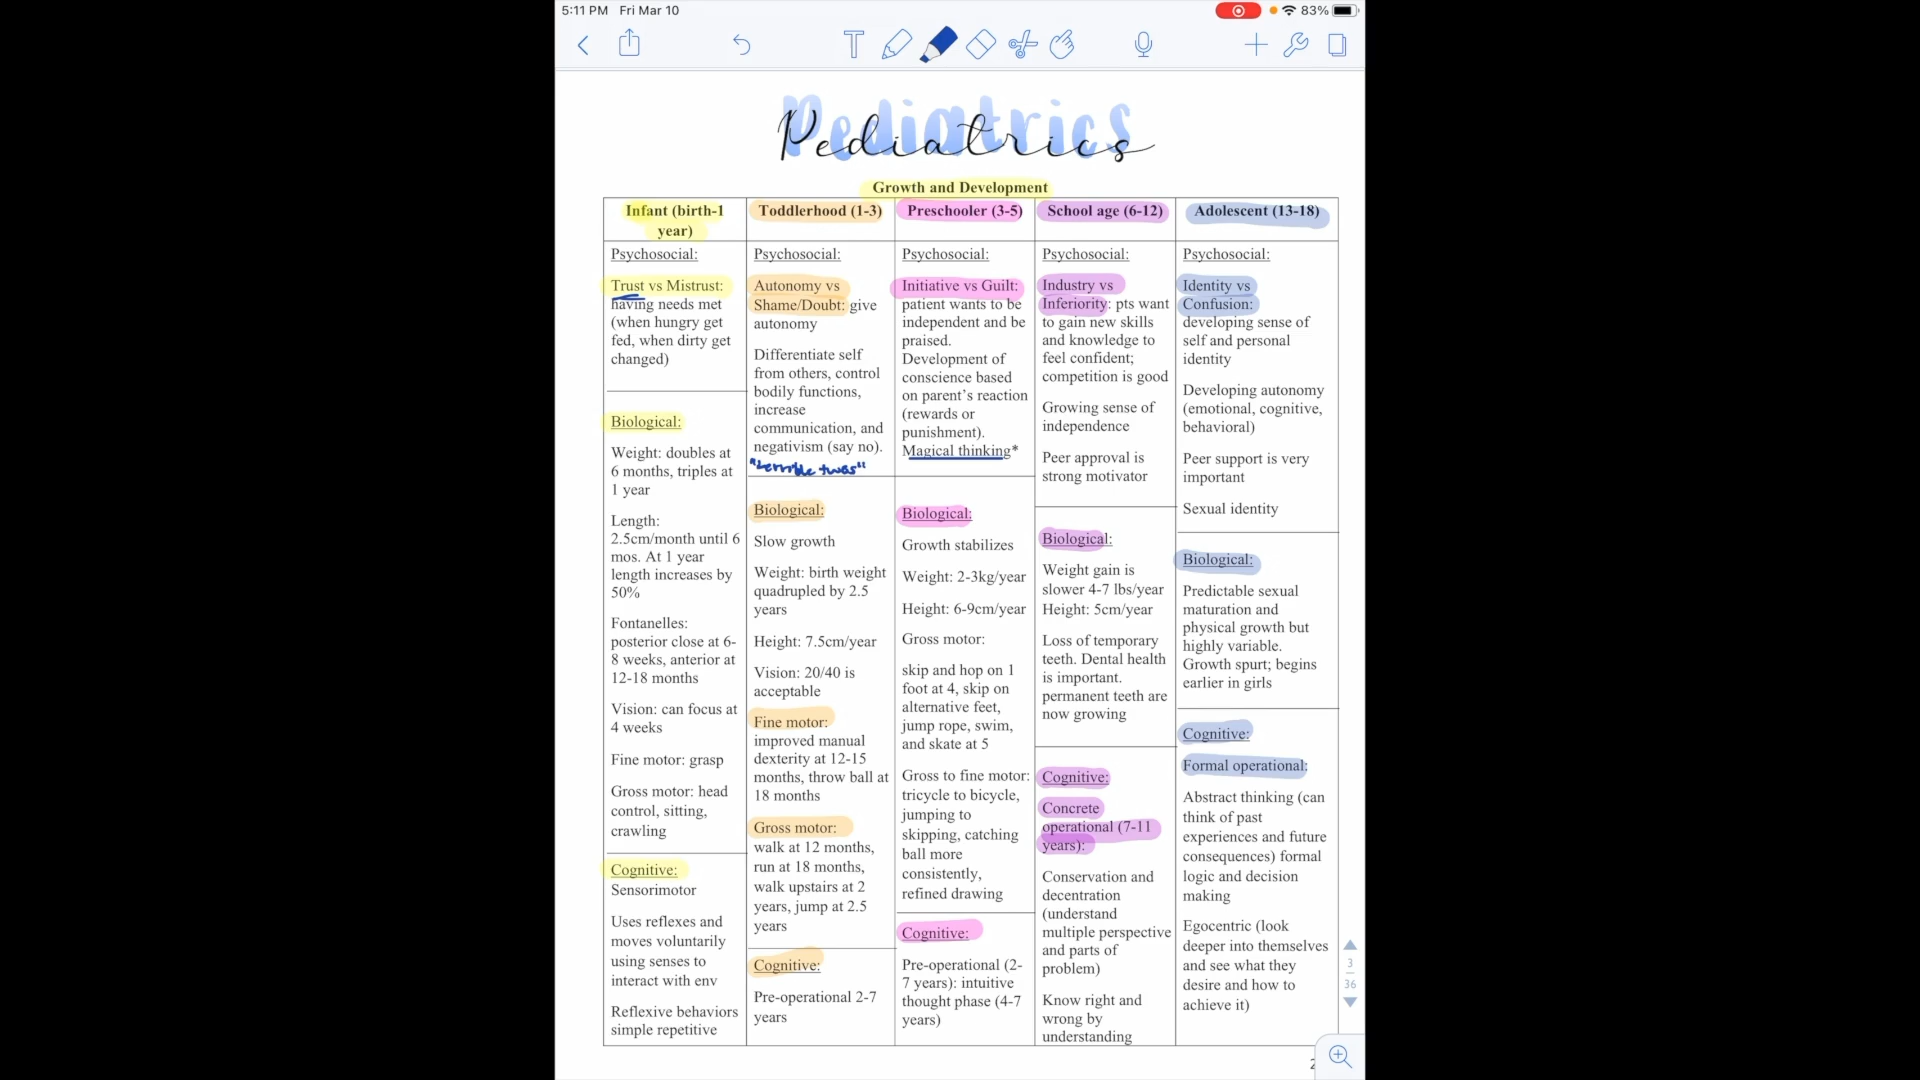 5:11 PM Fri Mar 10
83%
Pediatrics
Pediatrics
Growth and Development
Infant (birth-1
year)
Psychosocial:
Trust vs Mistrust:
having needs met
(when hungry get
fed, when dirty get
changed)
Biological:
Weight: doubles at
6 months, triples at
1 year
Length:
2.5cm/month until 6
mos. At 1 year
length increases by
50%
Fontanelles:
posterior close at 6-
8 weeks, anterior at
12-18 months
Vision: can focus at
4 weeks
Fine motor: grasp
Gross motor: head
control, sitting,
crawling
Cognitive:
Sensorimotor
Uses reflexes and
moves voluntarily
using senses to
interact with env
Reflexive behaviors
simple repetitive
Toddlerhood (1-3)
Psychosocial:
Autonomy vs
Shame/Doubt: give
autonomy
Differentiate self
from others, control
bodily functions,
increase
communication, and
negativism (say no).
"terrible twos"
Biological:
Slow growth
Weight: birth weight
quadrupled by 2.5
years
Height: 7.5cm/year
Vision: 20/40 is
acceptable
Fine motor:
improved manual
dexterity at 12-15
months, throw ball at
18 months
Gross motor:
walk at 12 months,
run at 18 months,
walk upstairs at 2
years, jump at 2.5
years
Cognitive:
Pre-operational 2-7
years
Preschooler (3-5)
Psychosocial:
Initiative vs Guilt:
patient wants to be
independent and be
praised.
Development of
conscience based
on parent's reaction
(rewards or
punishment).
Magical thinking*
Biological:
Growth stabilizes
Weight: 2-3kg/year
Height: 6-9cm/year
Gross motor:
skip and hop on 1
foot at 4, skip on
alternative feet,
jump rope, swim,
and skate at 5
Gross to fine motor:
tricycle to bicycle,
jumping to
skipping, catching
ball more
consistently,
refined drawing
Cognitive:
Pre-operational (2-
7 years): intuitive
thought phase (4-7
years)
School age (6-12)
Psychosocial:
Industry vs
Inferiority: pts want
to gain new skills
and knowledge to
feel confident;
competition is good
Growing sense of
independence
Peer approval is
strong motivator
Biological:
Weight gain is
slower 4-7 lbs/year
Height: 5cm/year
Loss of temporary
teeth. Dental health
is important.
permanent teeth are
now growing
Cognitive:
Concrete
operational (7-11
years):
Conservation and
decentration
(understand
multiple perspective
and parts of
problem)
Know right and
wrong by
understanding
Adolescent (13-18)
Psychosocial:
Identity vs
Confusion:
developing sense of
self and personal
identity
Developing autonomy
(emotional, cognitive,
behavioral)
Peer support is very
important
Sexual identity
Biological:
Predictable sexual
maturation and
physical growth but
highly variable.
Growth spurt; begins
earlier in girls
Cognitive:
Formal operational:
Abstract thinking (can
think of past
experiences and future
consequences) formal
logic and decision
making
Egocentric (look
deeper into themselves
and see what they
desire and how to
achieve it)
3
36